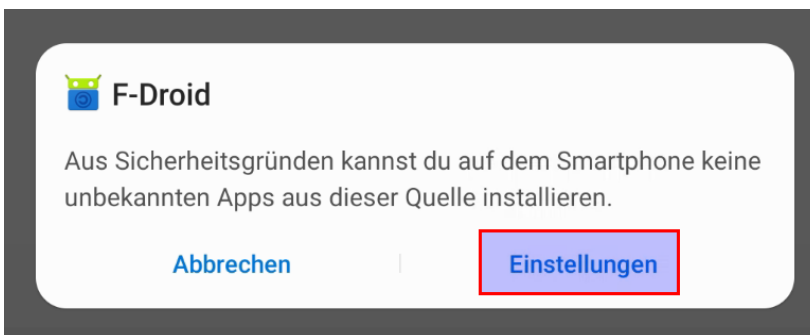 F-Droid
Aus Sicherheitsgründen kannst du auf dem Smartphone keine
unbekannten Apps aus dieser Quelle installieren.
Abbrechen
Einstellungen